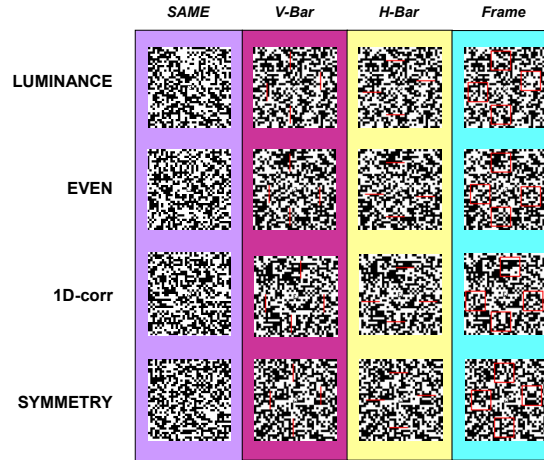 SAME V-Bar H-Bar Frame
LUMINANCE
EVEN
1D-corr
SYMMETRY